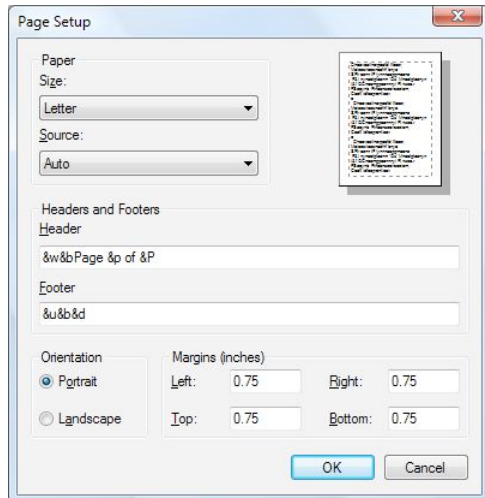 Page Setup
Paper
Size:
Letter
Source:
Auto
Headers and Footers
Header
&w&bPage &p of &P
Footer
&u&b&d
Orientation
Portrait
Landscape
Margins (inches)
Left: 0.75 Right: 0.75
Top: 0.75 Bottom: 0.75
OK Cancel